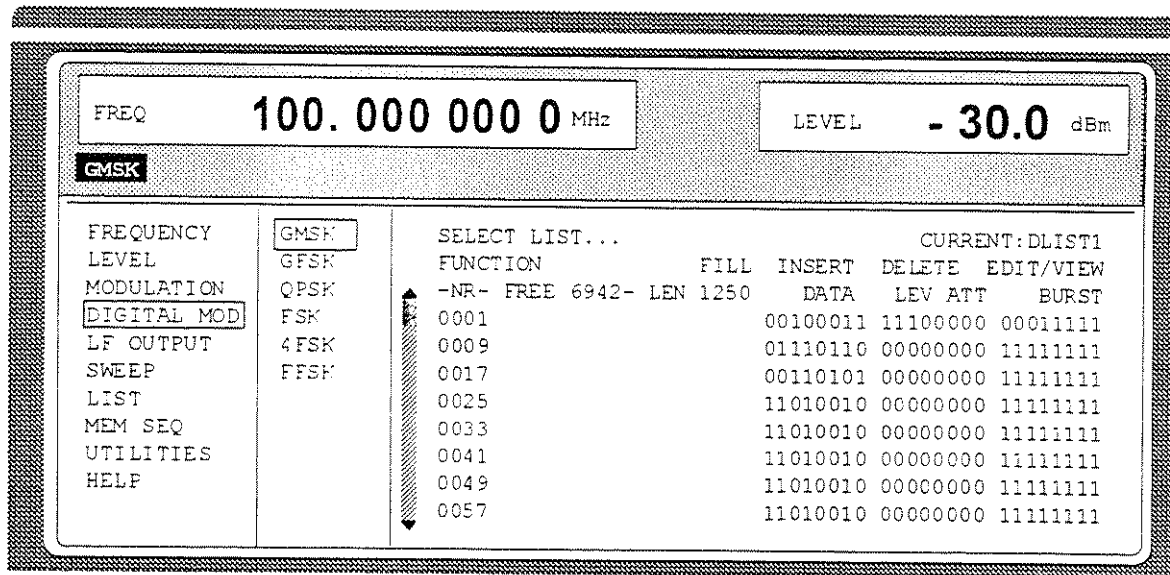 FREQ 100. 000 000 0 MHz LEVEL - 30.0 dBm
GMSK
FREQUENCY
LEVEL
MODULATION
DIGITAL MOD
LF OUTPUT
SWEEP
LIST
MEM SEQ
UTILITIES
HELP
GMSK
GFSK
QPSK
FSK
4FSK
FFSK
SELECT LIST... CURRENT:DLIST1
FUNCTION FILL INSERT DELETE EDIT/VIEW
-NR- FREE 6942- LEN 1250 DATA LEV ATT BURST
0001 00100011 11100000 00011111
0009 01110110 00000000 11111111
0017 00110101 00000000 11111111
0025 11010010 00000000 11111111
0033 11010010 00000000 11111111
0041 11010010 00000000 11111111
0049 11010010 00000000 11111111
0057 11010010 00000000 11111111